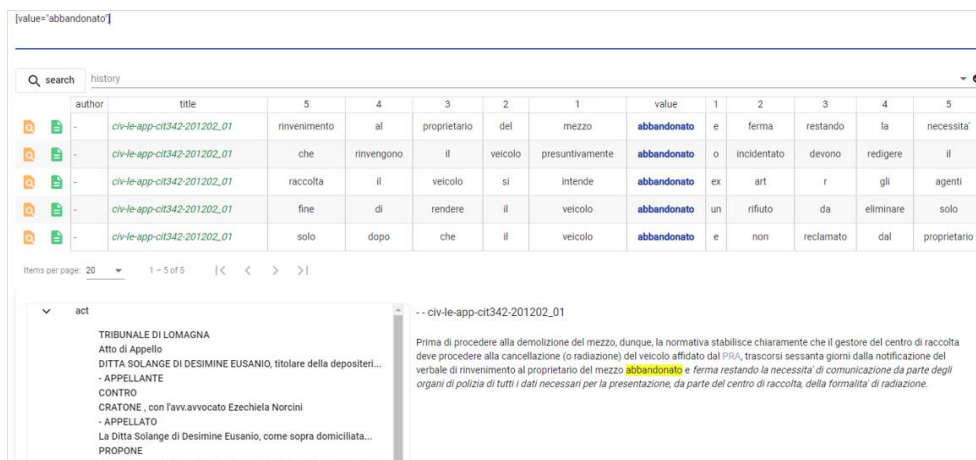 [value="abbandonato"]
search history
author title 5 4 3 2 1 value 1 2 3 4 5
- civ-le-app-cit342-201202_01 rinvenimento al proprietario del mezzo abbandonato e ferma restando la necessita'
- civ-le-app-cit342-201202_01 che rinvengono il veicolo presuntivamente abbandonato o incidentato devono redigere il
- civ-le-app-cit342-201202_01 raccolta il veicolo si intende abbandonato ex art r gli agenti
- civ-le-app-cit342-201202_01 fine di rendere il veicolo abbandonato un rifiuto da eliminare solo
- civ-le-app-cit342-201202_01 solo dopo che il veicolo abbandonato e non reclamato dal proprietario
Items per page: 20 1 – 5 of 5 |< < > >|
act
TRIBUNALE DI LOMAGNA
Atto di Appello
DITTA SOLANGE DI DESIMINE EUSANIO, titolare della depositeri...
- APPELLANTE
CONTRO
CRATONE , con l'avv.avvocato Ezechiela Norcini
- APPELLATO
La Ditta Solange di Desimine Eusanio, come sopra domiciliata...
PROPONE
- - civ-le-app-cit342-201202_01
Prima di procedere alla demolizione del mezzo, dunque, la normativa stabilisce chiaramente che il gestore del centro di raccolta
deve procedere alla cancellazione (o radiazione) del veicolo affidato dal PRA, trascorsi sessanta giorni dalla notificazione del
verbale di rinvenimento al proprietario del mezzo abbandonato e ferma restando la necessita' di comunicazione da parte degli
organi di polizia di tutti i dati necessari per la presentazione, da parte del centro di raccolta, della formalita' di radiazione.